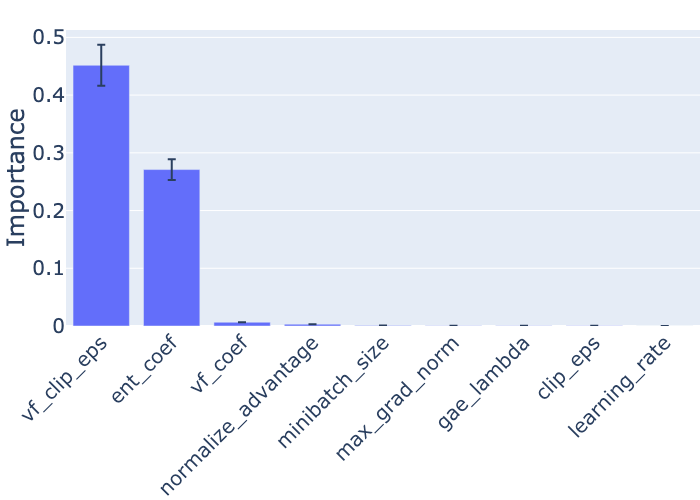 Importance
0.5
0.4
0.3
0.2
0.1
0
vf_clip_eps
ent_coef
vf_coef
normalize_advantage
minibatch_size
max_grad_norm
gae_lambda
clip_eps
learning_rate